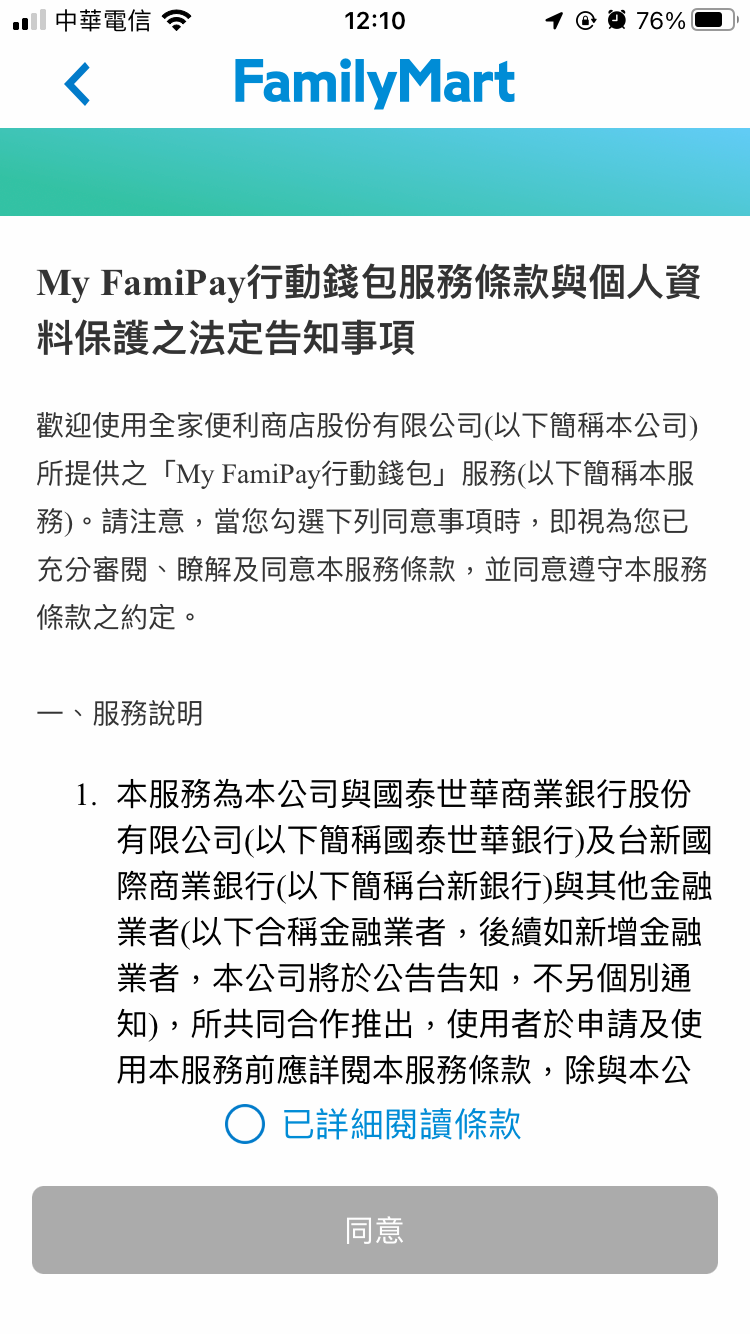 中華電信
12:10
76%
FamilyMart
My FamiPay行動錢包服務條款與個人資
料保護之法定告知事項
歡迎使用全家便利商店股份有限公司(以下簡稱本公司)
所提供之「My FamiPay行動錢包」服務(以下簡稱本服
務)。請注意，當您勾選下列同意事項時，即視為您已
充分審閱、瞭解及同意本服務條款，並同意遵守本服務
條款之約定。
一、服務說明
1. 本服務為本公司與國泰世華商業銀行股份
有限公司(以下簡稱國泰世華銀行)及台新國
際商業銀行(以下簡稱台新銀行)與其他金融
業者(以下合稱金融業者，後續如新增金融
業者，本公司將於公告告知，不另個別通
知)，所共同合作推出，使用者於申請及使
用本服務前應詳閱本服務條款，除與本公
已詳細閱讀條款
同意